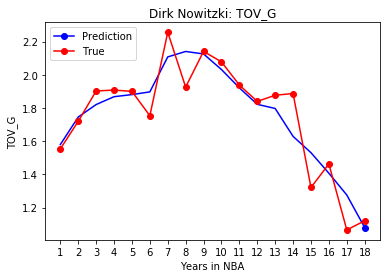 Dirk Nowitzki: TOV_G
Prediction
True
2.2
2.0
1.8
1.6
1.4
1.2
TOV_G
1 2 3 4 5 6 7 8 9 10 11 12 13 14 15 16 17 18
Years in NBA